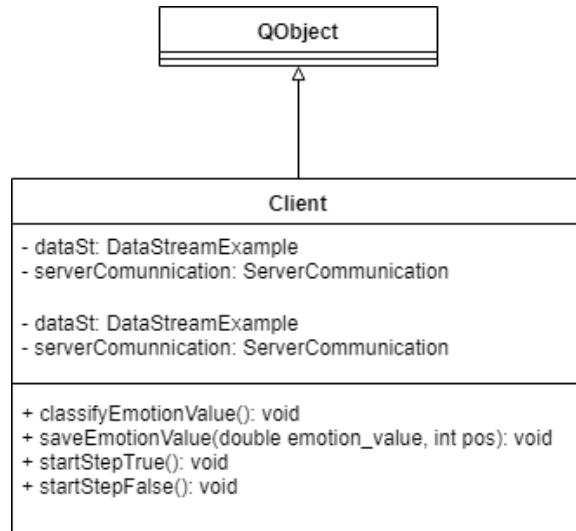 QObject
Client
- dataSt: DataStreamExample
- serverComunnication: ServerCommunication
- dataSt: DataStreamExample
- serverComunnication: ServerCommunication
+ classifyEmotionValue(): void
+ saveEmotionValue(double emotion_value, int pos): void
+ startStepTrue(): void
+ startStepFalse(): void